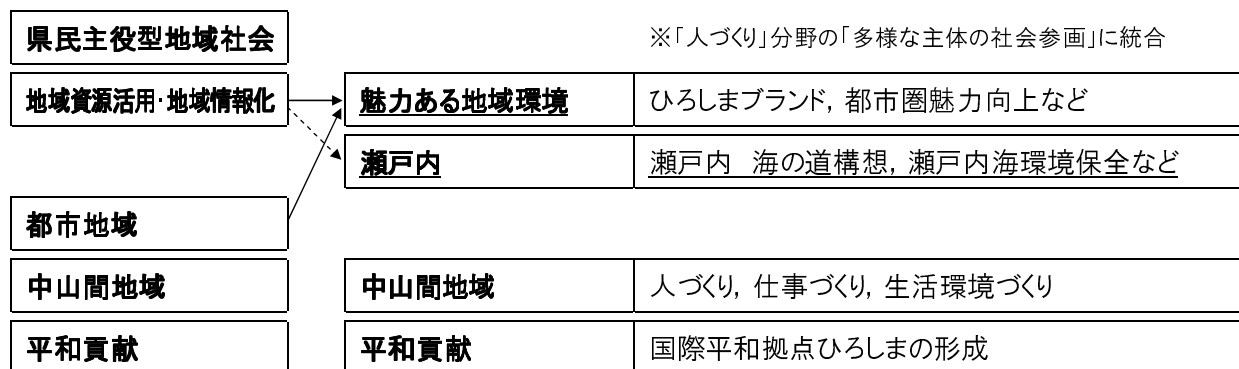 県民主役型地域社会
※「人づくり」分野の「多様な主体の社会参画」に統合
地域資源活用・地域情報化
魅力ある地域環境
ひろしまブランド，都市圏魅力向上など
瀬戸内
瀬戸内　海の道構想，瀬戸内海環境保全など
都市地域
中山間地域
中山間地域
人づくり，仕事づくり，生活環境づくり
平和貢献
平和貢献
国際平和拠点ひろしまの形成